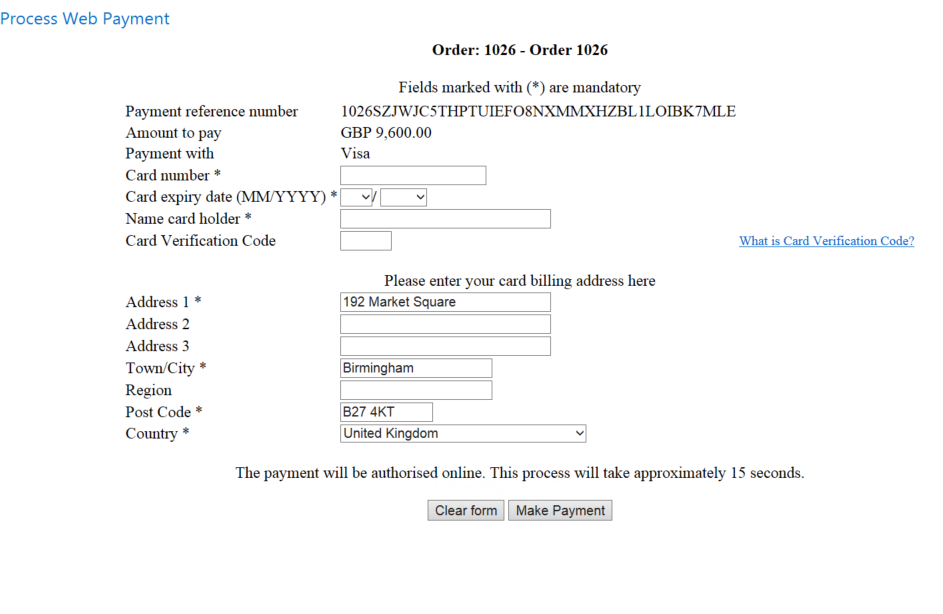 Process Web Payment
Order: 1026 - Order 1026
Fields marked with (*) are mandatory
Payment reference number 1026SZJWJC5THPTUIEFO8NXMMXHZBL1LOIBK7MLE
Amount to pay GBP 9,600.00
Payment with Visa
Card number *
Card expiry date (MM/YYYY) * /
Name card holder *
Card Verification Code What is Card Verification Code?
Please enter your card billing address here
Address 1 * 192 Market Square
Address 2
Address 3
Town/City * Birmingham
Region
Post Code * B27 4KT
Country * United Kingdom
The payment will be authorised online. This process will take approximately 15 seconds.
Clear form Make Payment